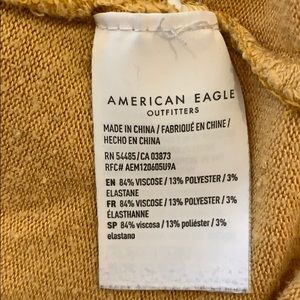 AMERICAN EAGLE
OUTFITTERS
MADE IN CHINA / FABRIQUÉ EN CHINE /
HECHO EN CHINA
RN 54485/CA 03873
RFC# AEM120605U9A
EN 84% VISCOSE / 13% POLYESTER / 3%
ELASTANE
FR 84% VISCOSE / 13% POLYESTER / 3%
ÉLASTHANNE
SP 84% viscosa / 13% poliéster / 3%
elastano